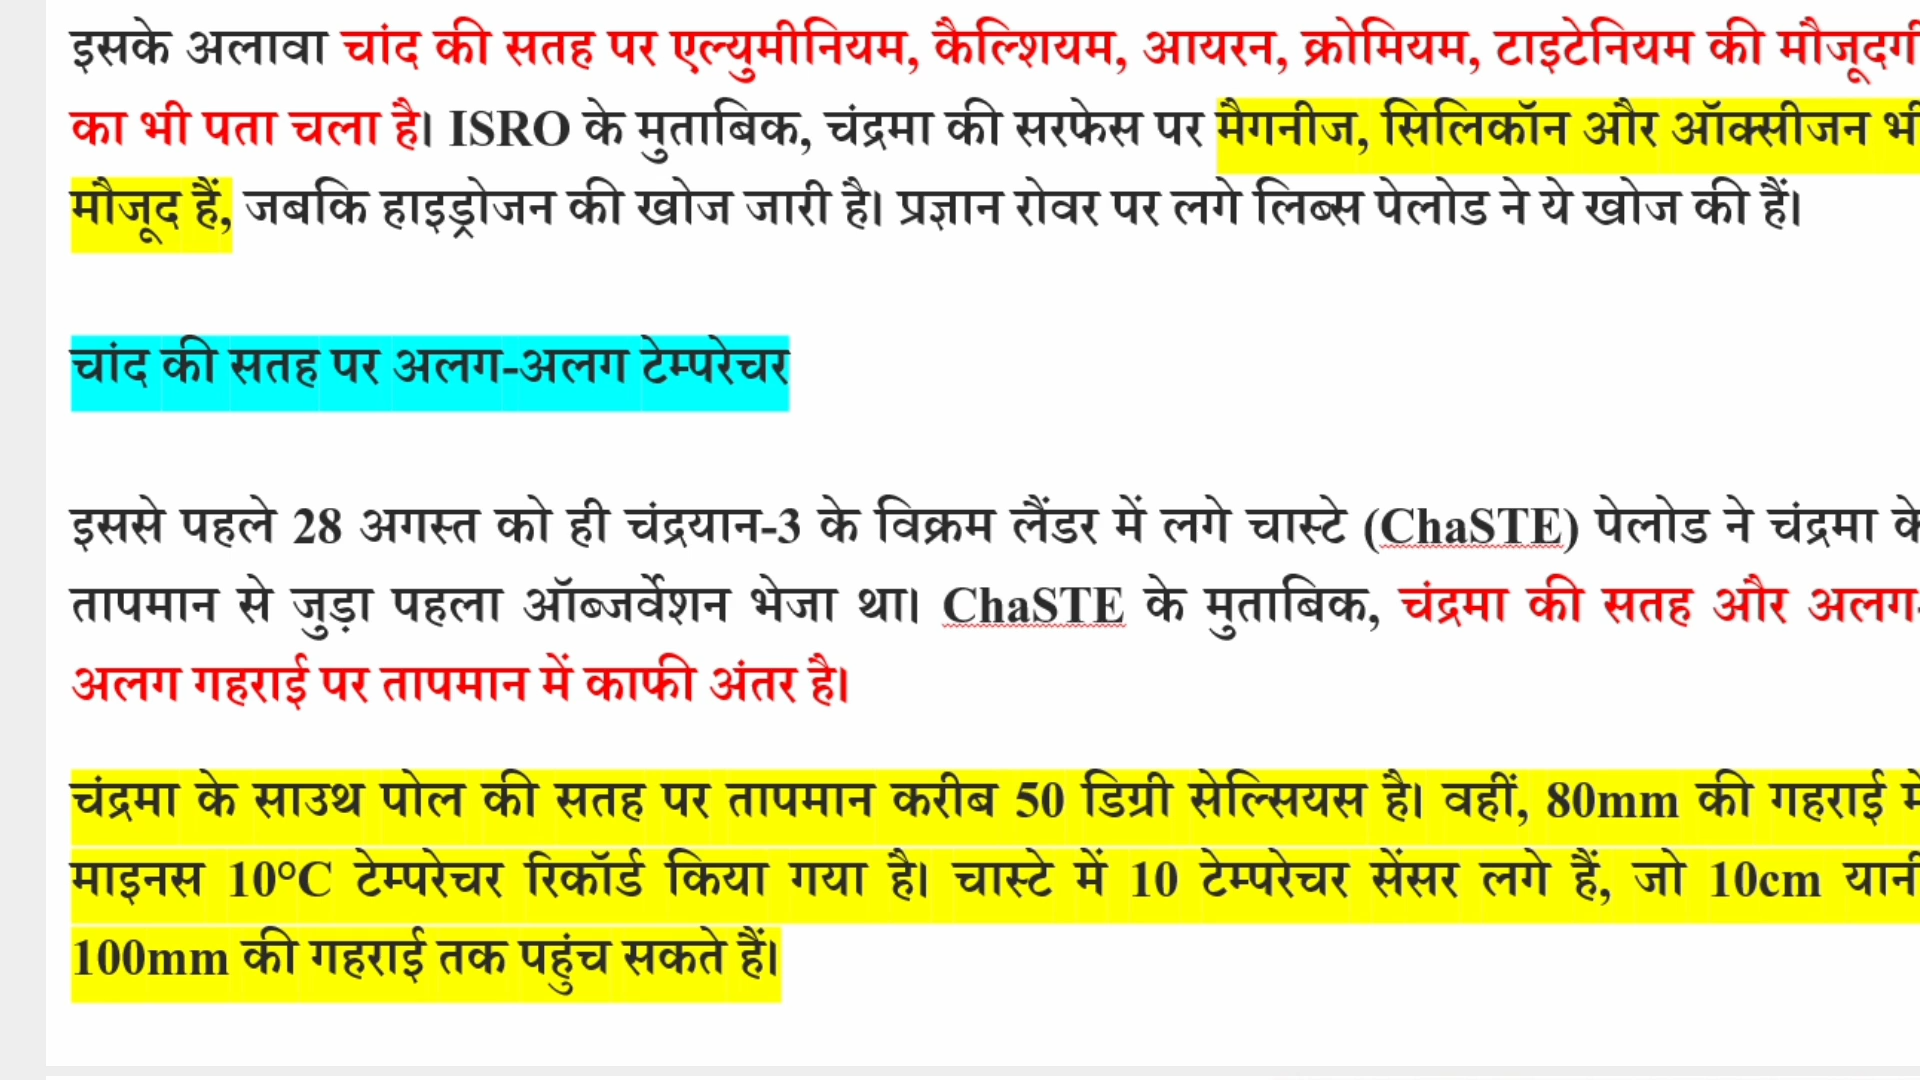 इसके अलावा चांद की सतह पर एल्युमीनियम, कैल्शियम, आयरन, क्रोमियम, टाइटेनियम की मौजूदगी
का भी पता चला है। ISRO के मुताबिक, चंद्रमा की सरफेस पर मैगनीज, सिलिकॉन और ऑक्सीजन भी
मौजूद हैं, जबकि हाइड्रोजन की खोज जारी है। प्रज्ञान रोवर पर लगे लिब्स पेलोड ने ये खोज की हैं।
चांद की सतह पर अलग-अलग टेम्परेचर
इससे पहले 28 अगस्त को ही चंद्रयान-3 के विक्रम लैंडर में लगे चास्टे (ChaSTE) पेलोड ने चंद्रमा के
तापमान से जुड़ा पहला ऑब्जर्वेशन भेजा था। ChaSTE के मुताबिक, चंद्रमा की सतह और अलग-
अलग गहराई पर तापमान में काफी अंतर है।
चंद्रमा के साउथ पोल की सतह पर तापमान करीब 50 डिग्री सेल्सियस है। वहीं, 80mm की गहराई में
माइनस 10°C टेम्परेचर रिकॉर्ड किया गया है। चास्टे में 10 टेम्परेचर सेंसर लगे हैं, जो 10cm यानी
100mm की गहराई तक पहुंच सकते हैं।